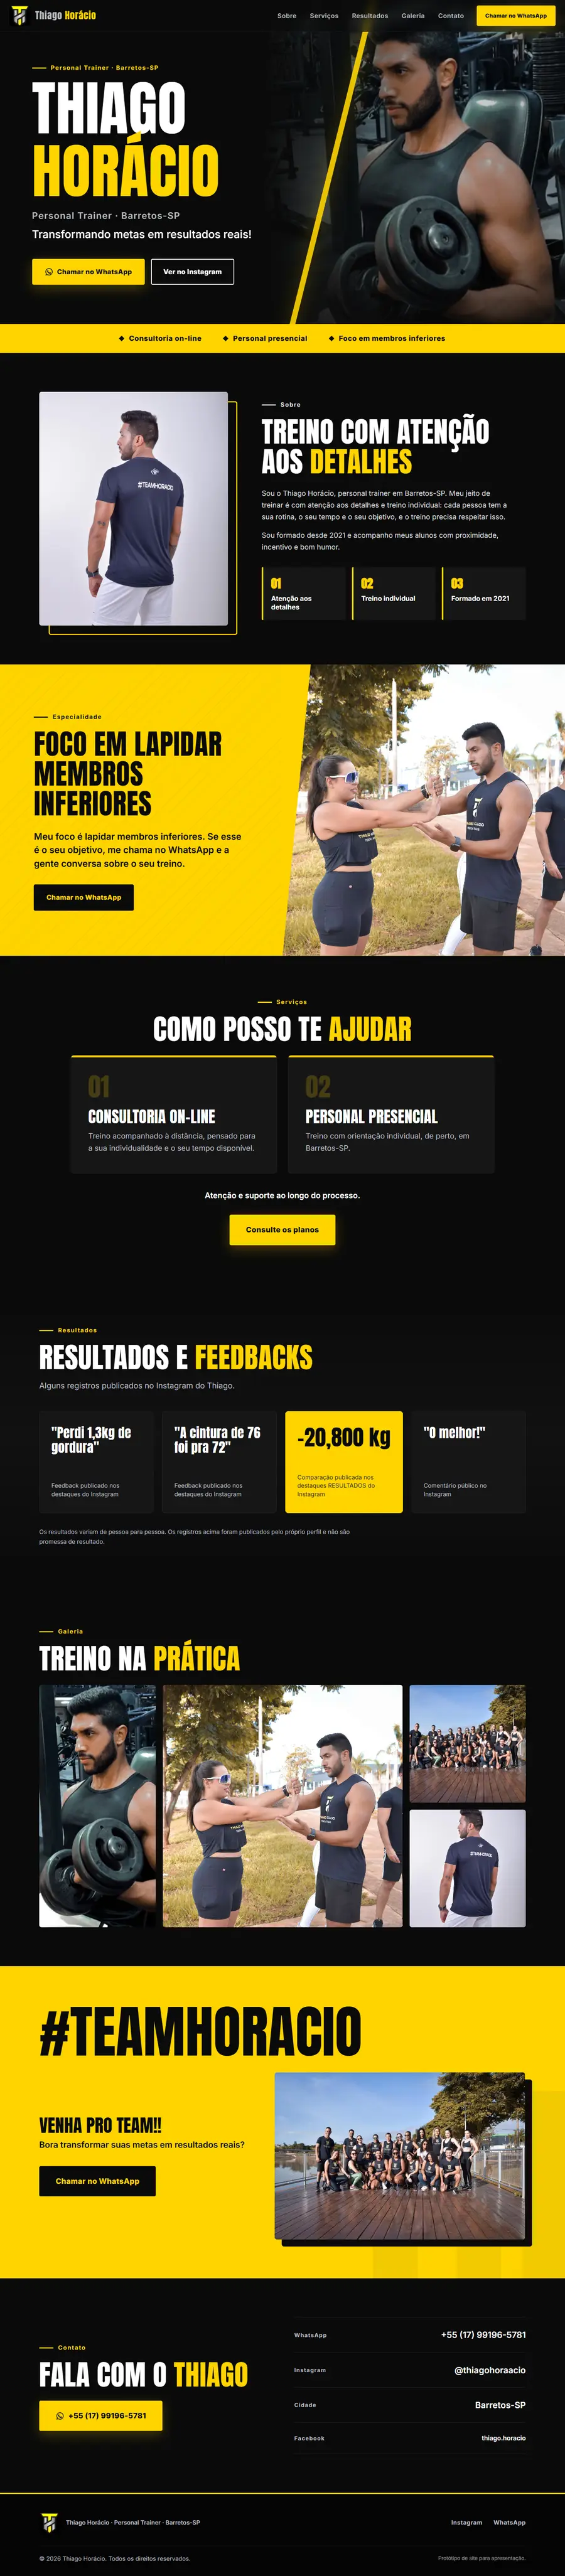 Thiago Horácio
Sobre
Serviços
Resultados
Galeria
Contato
Chamar no WhatsApp
Personal Trainer · Barretos-SP
THIAGO
HORÁCIO
Personal Trainer · Barretos-SP
Transformando metas em resultados reais!
Chamar no WhatsApp
Ver no Instagram
Consultoria on-line
Personal presencial
Foco em membros inferiores
#TEAMHORACIO
Sobre
TREINO COM ATENÇÃO
AOS DETALHES
Sou o Thiago Horácio, personal trainer em Barretos-SP. Meu jeito de
treinar é com atenção aos detalhes e treino individual: cada pessoa tem a
sua rotina, o seu tempo e o seu objetivo, e o treino precisa respeitar isso.
Sou formado desde 2021 e acompanho meus alunos com proximidade,
incentivo e bom humor.
01
Atenção aos
detalhes
02
Treino individual
03
Formado em 2021
Especialidade
FOCO EM LAPIDAR
MEMBROS
INFERIORES
Meu foco é lapidar membros inferiores. Se esse
é o seu objetivo, me chama no WhatsApp e a
gente conversa sobre o seu treino.
Chamar no WhatsApp
Serviços
COMO POSSO TE AJUDAR
01
CONSULTORIA ON-LINE
Treino acompanhado à distância, pensado para
a sua individualidade e o seu tempo disponível.
02
PERSONAL PRESENCIAL
Treino com orientação individual, de perto, em
Barretos-SP.
Atenção e suporte ao longo do processo.
Consulte os planos
Resultados
RESULTADOS E FEEDBACKS
Alguns registros publicados no Instagram do Thiago.
"Perdi 1,3kg de
gordura"
Feedback publicado nos
destaques do Instagram
"A cintura de 76
foi pra 72"
Feedback publicado nos
destaques do Instagram
-20,800 kg
Comparação publicada nos
destaques RESULTADOS do
Instagram
"O melhor!"
Comentário público no
Instagram
Os resultados variam de pessoa para pessoa. Os registros acima foram publicados pelo próprio perfil e não são
promessa de resultado.
Galeria
TREINO NA PRÁTICA
#TEAMHORACIO
#TEAMHORACIO
VENHA PRO TEAM!!
Bora transformar suas metas em resultados reais?
Chamar no WhatsApp
Contato
FALA COM O THIAGO
+55 (17) 99196-5781
WhatsApp
+55 (17) 99196-5781
Instagram
@thiagohoraacio
Cidade
Barretos-SP
Facebook
thiago.horacio
Thiago Horácio · Personal Trainer · Barretos-SP
Instagram
WhatsApp
© 2026 Thiago Horácio. Todos os direitos reservados.
Protótipo de site para apresentação.